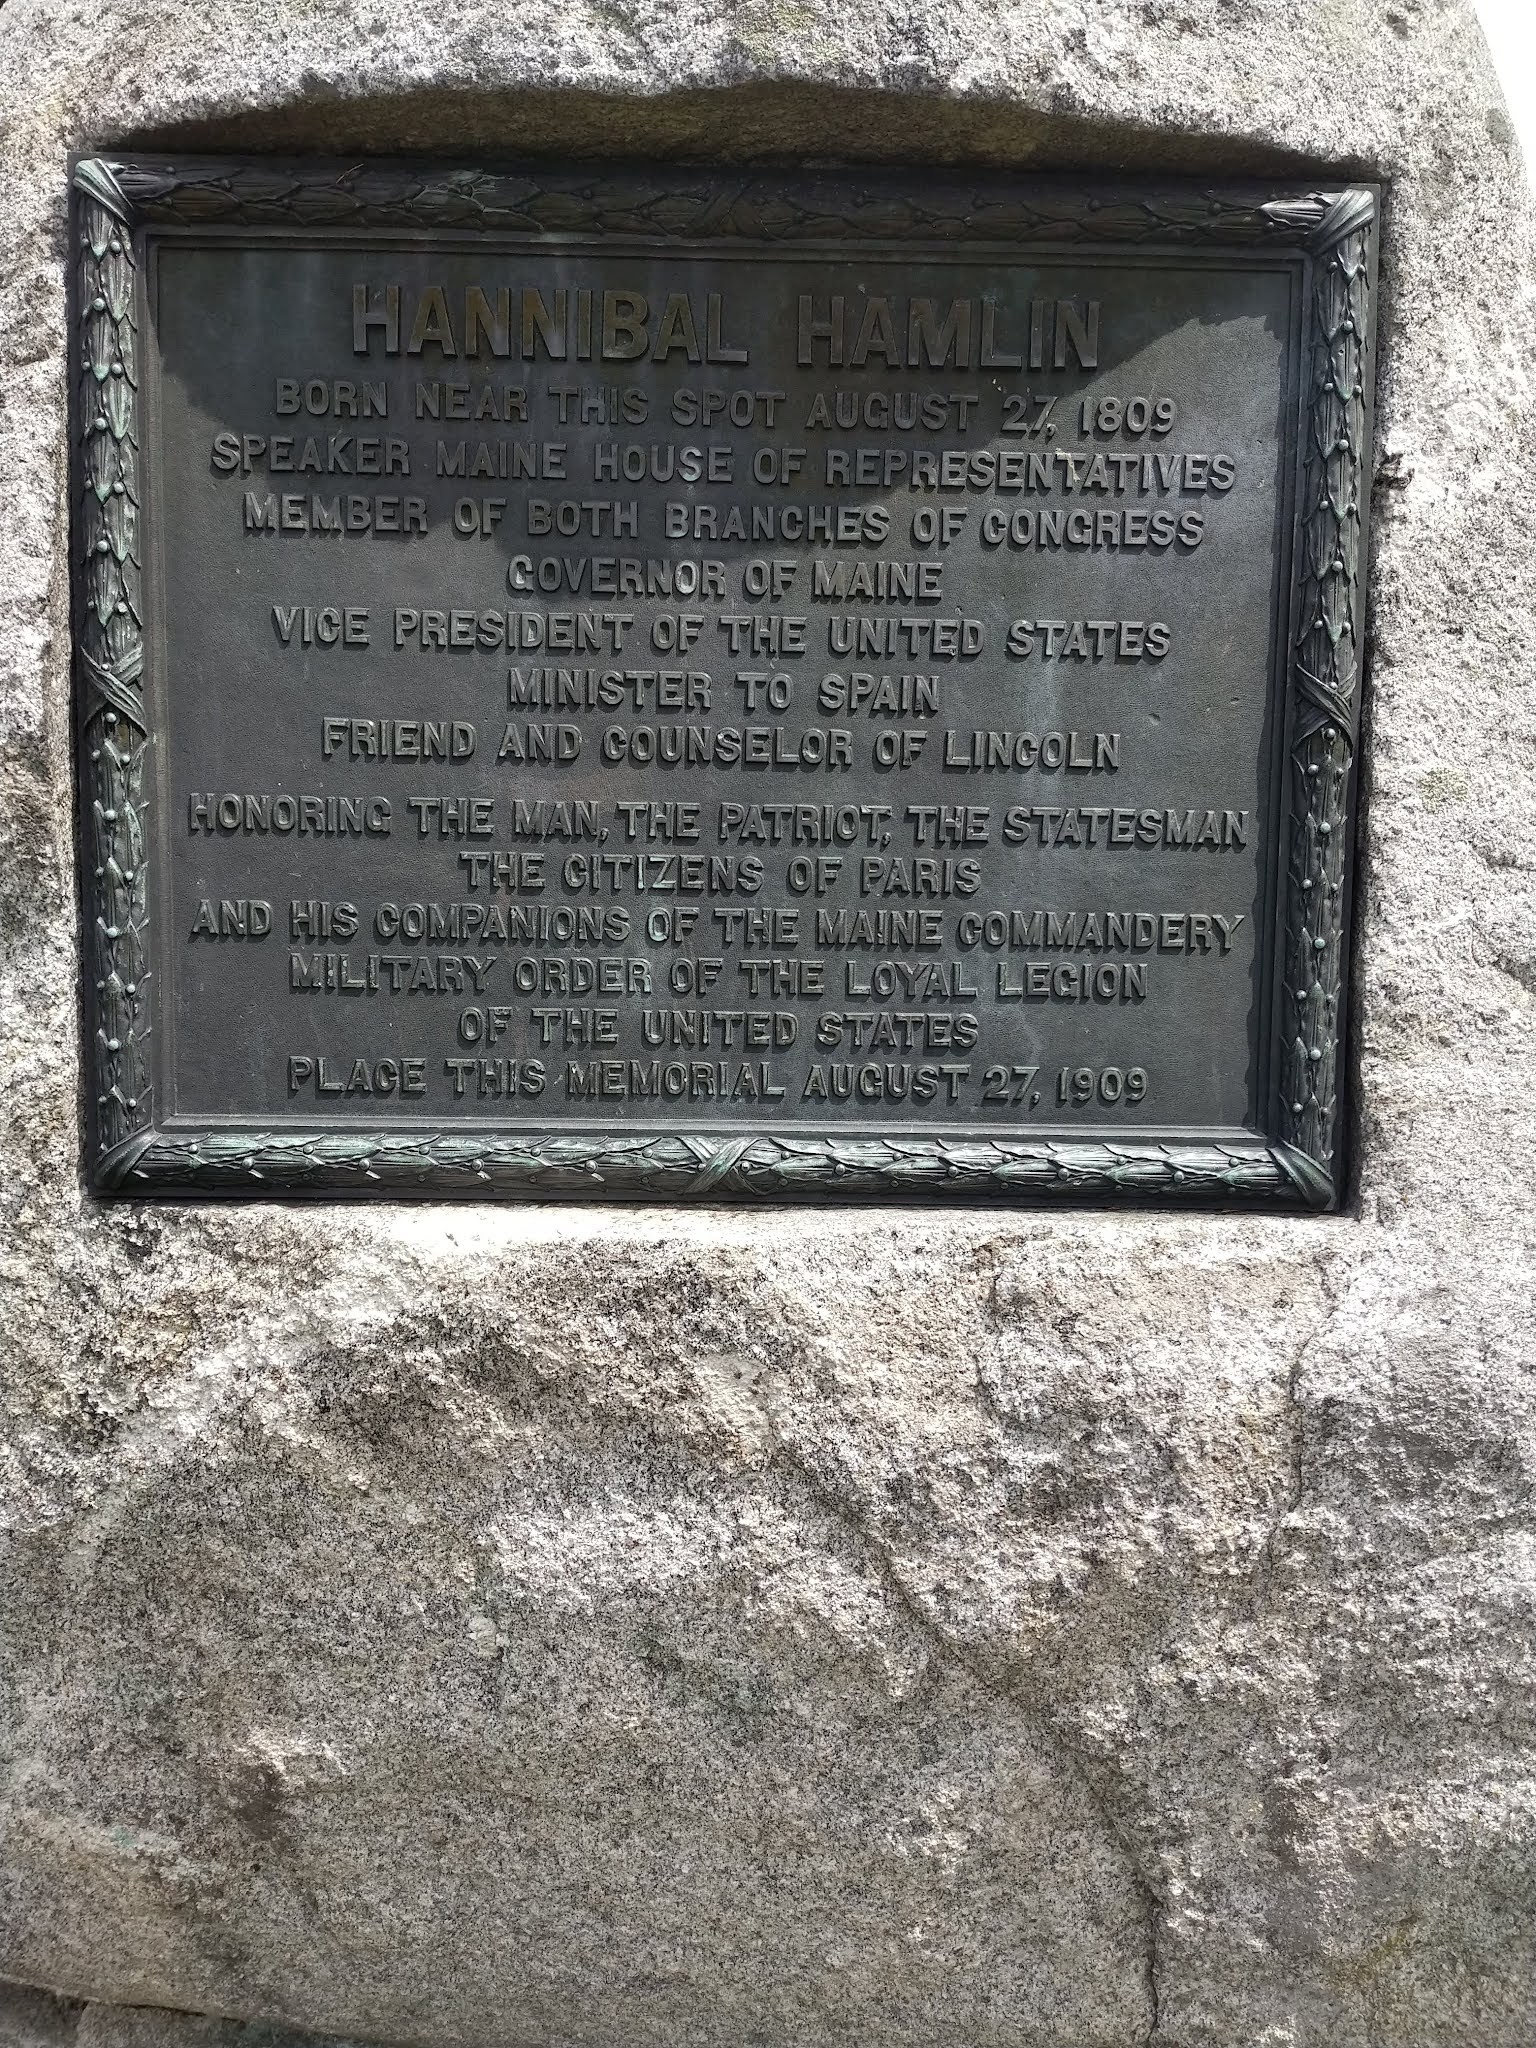 HANNIBAL HAMLIN
BORN NEAR THIS SPOT AUGUST 27, 1809
SPEAKER MAINE HOUSE OF REPRESENTATIVES
MEMBER OF BOTH BRANCHES OF CONGRESS
GOVERNOR OF MAINE
VICE PRESIDENT OF THE UNITED STATES
MINISTER TO SPAIN
FRIEND AND COUNSELOR OF LINCOLN
HONORING THE MAN, THE PATRIOT, THE STATESMAN
THE CITIZENS OF PARIS
AND HIS COMPANIONS OF THE MAINE COMMANDERY
MILITARY ORDER OF THE LOYAL LEGION
OF THE UNITED STATES
PLACE THIS MEMORIAL AUGUST 27, 1909